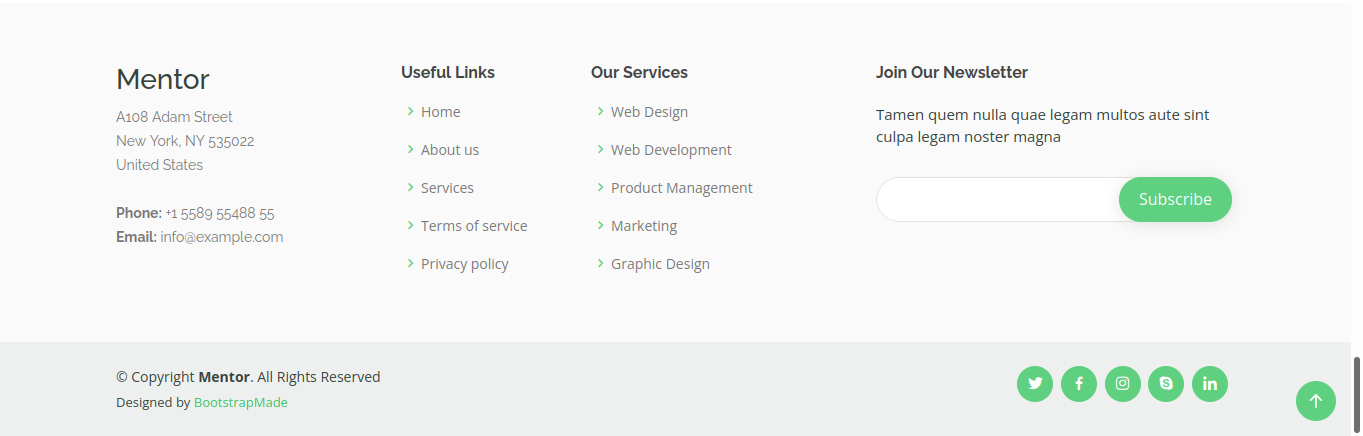 Mentor
A108 Adam Street
New York, NY 535022
United States
Phone: +1 5589 55488 55
Email: info@example.com
Useful Links
Home
About us
Services
Terms of service
Privacy policy
Our Services
Web Design
Web Development
Product Management
Marketing
Graphic Design
Join Our Newsletter
Tamen quem nulla quae legam multos aute sint
culpa legam noster magna
Subscribe
© Copyright Mentor. All Rights Reserved
Designed by BootstrapMade